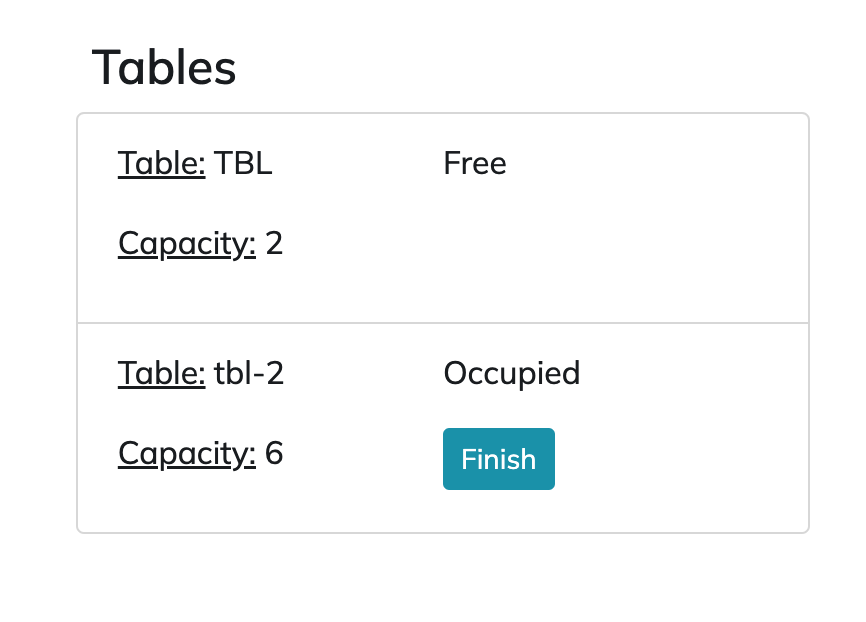 Tables
Table: TBL
Free
Capacity: 2
Table: tbl-2
Occupied
Capacity: 6
Finish